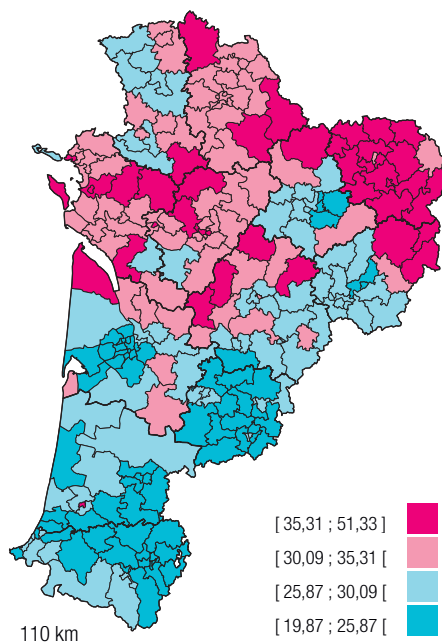 [ 35,31 ; 51,33 ]
[ 30,09 ; 35,31 [
[ 25,87 ; 30,09 [
[ 19,87 ; 25,87 [
110 km